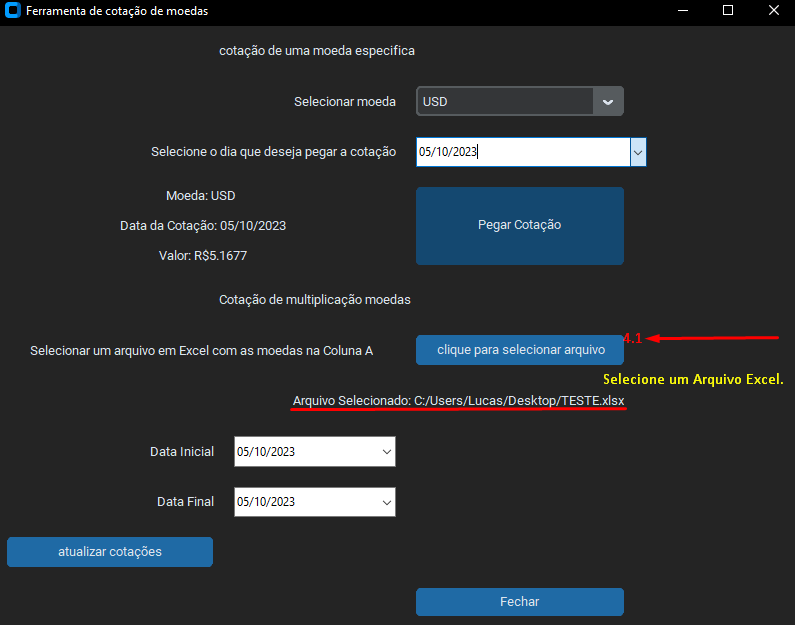 Ferramenta de cotação de moedas
cotação de uma moeda especifica
Selecionar moeda USD
Selecione o dia que deseja pegar a cotação 05/10/2023
Moeda: USD
Data da Cotação: 05/10/2023
Valor: R$5.1677
Pegar Cotação
Cotação de multiplicação moedas
Selecionar um arquivo em Excel com as moedas na Coluna A clique para selecionar arquivo 4.1
Selecione um Arquivo Excel.
Arquivo Selecionado: C:/Users/Lucas/Desktop/TESTE.xlsx
Data Inicial 05/10/2023
Data Final 05/10/2023
atualizar cotações
Fechar